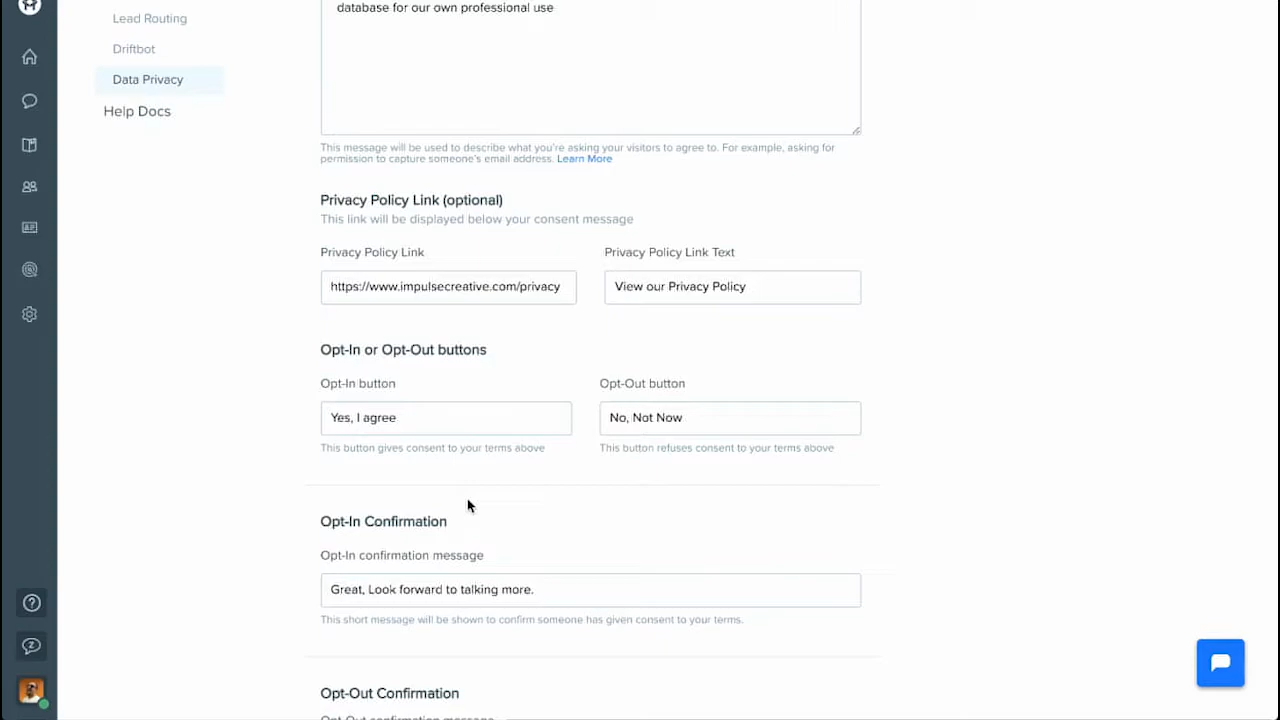 Lead Routing
Driftbot
Data Privacy
Help Docs
database for our own professional use
This message will be used to describe what you're asking your visitors to agree to. For example, asking for
permission to capture someone's email address. Learn More
Privacy Policy Link (optional)
This link will be displayed below your consent message
Privacy Policy Link
Privacy Policy Link Text
https://www.impulsecreative.com/privacy
View our Privacy Policy
Opt-In or Opt-Out buttons
Opt-In button
Opt-Out button
Yes, I agree
No, Not Now
This button gives consent to your terms above
This button refuses consent to your terms above
Opt-In Confirmation
Opt-In confirmation message
Great, Look forward to talking more.
This short message will be shown to confirm someone has given consent to your terms.
Opt-Out Confirmation
Opt-Out confirmation message